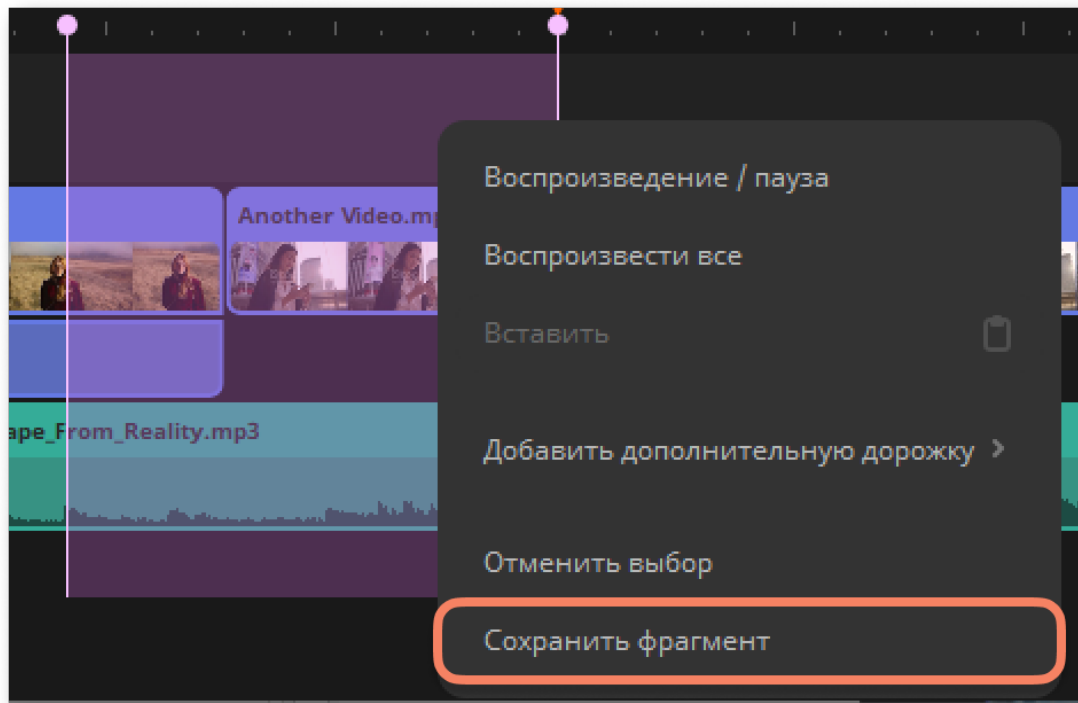 Воспроизведение / пауза
Another Video.mp
Воспроизвести все
Вставить
ape_From_Reality.mp3
Добавить дополнительную дорожку
Отменить выбор
Сохранить фрагмент